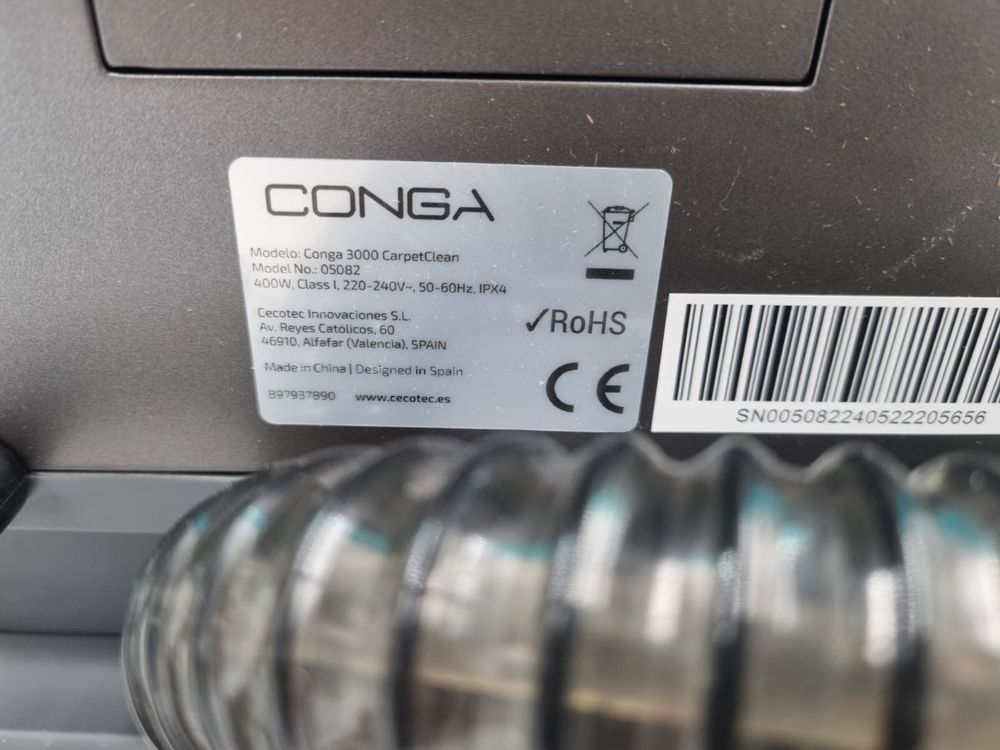 CONGA
Modelo: Conga 3000 CarpetClean
Model No.: 05082
400W, Class I, 220-240V~, 50-60Hz, IPX4
Cecotec Innovaciones S.L.
Av. Reyes Católicos, 60
46910, Alfafar (Valencia), SPAIN
✓RoHS
Made in China | Designed in Spain
B97937890 www.cecotec.es
CE
SN005082240522205656